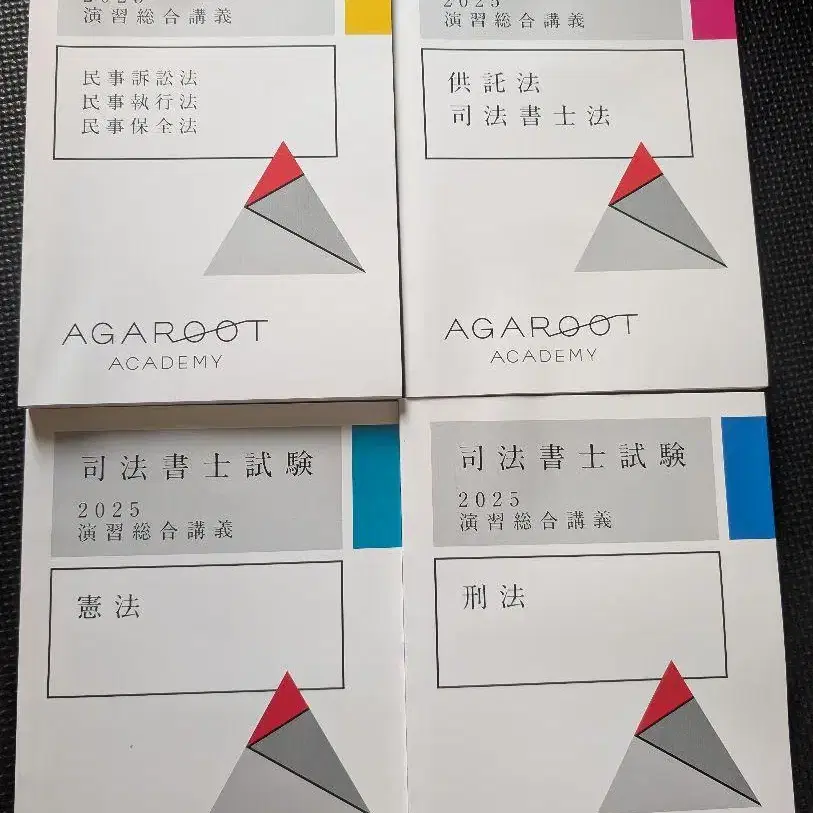 2025
演習総合講義
民事訴訟法
民事執行法
民事保全法
AGAROOT
ACADEMY
2025
演習総合講義
供託法
司法書士法
AGAROOT
ACADEMY
司法書士試験
2025
演習総合講義
憲法
司法書士試験
2025
演習総合講義
刑法